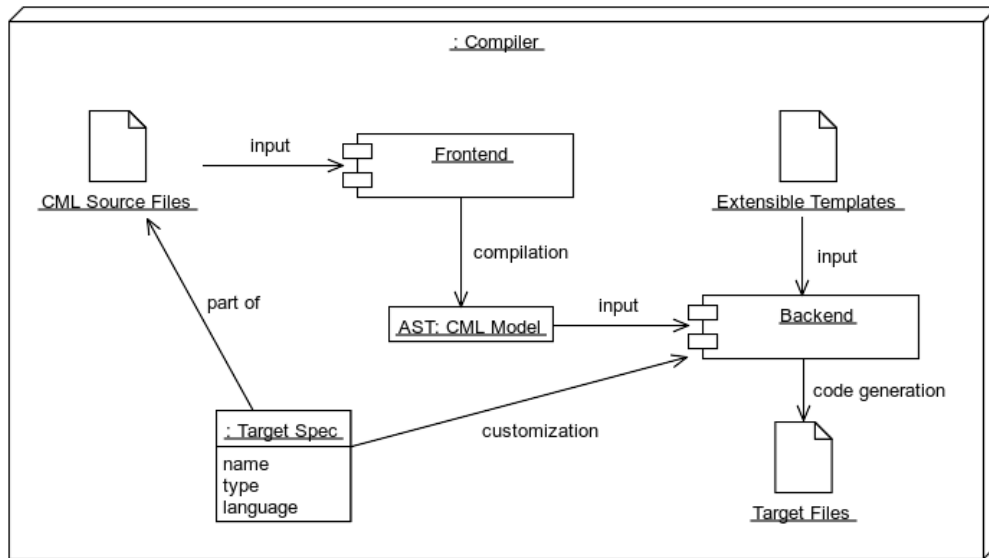 : Compiler
input
Frontend
CML Source Files
Extensible Templates
compilation
input
part of
AST: CML Model
input
Backend
code generation
: Target Spec
customization
name
type
language
Target Files